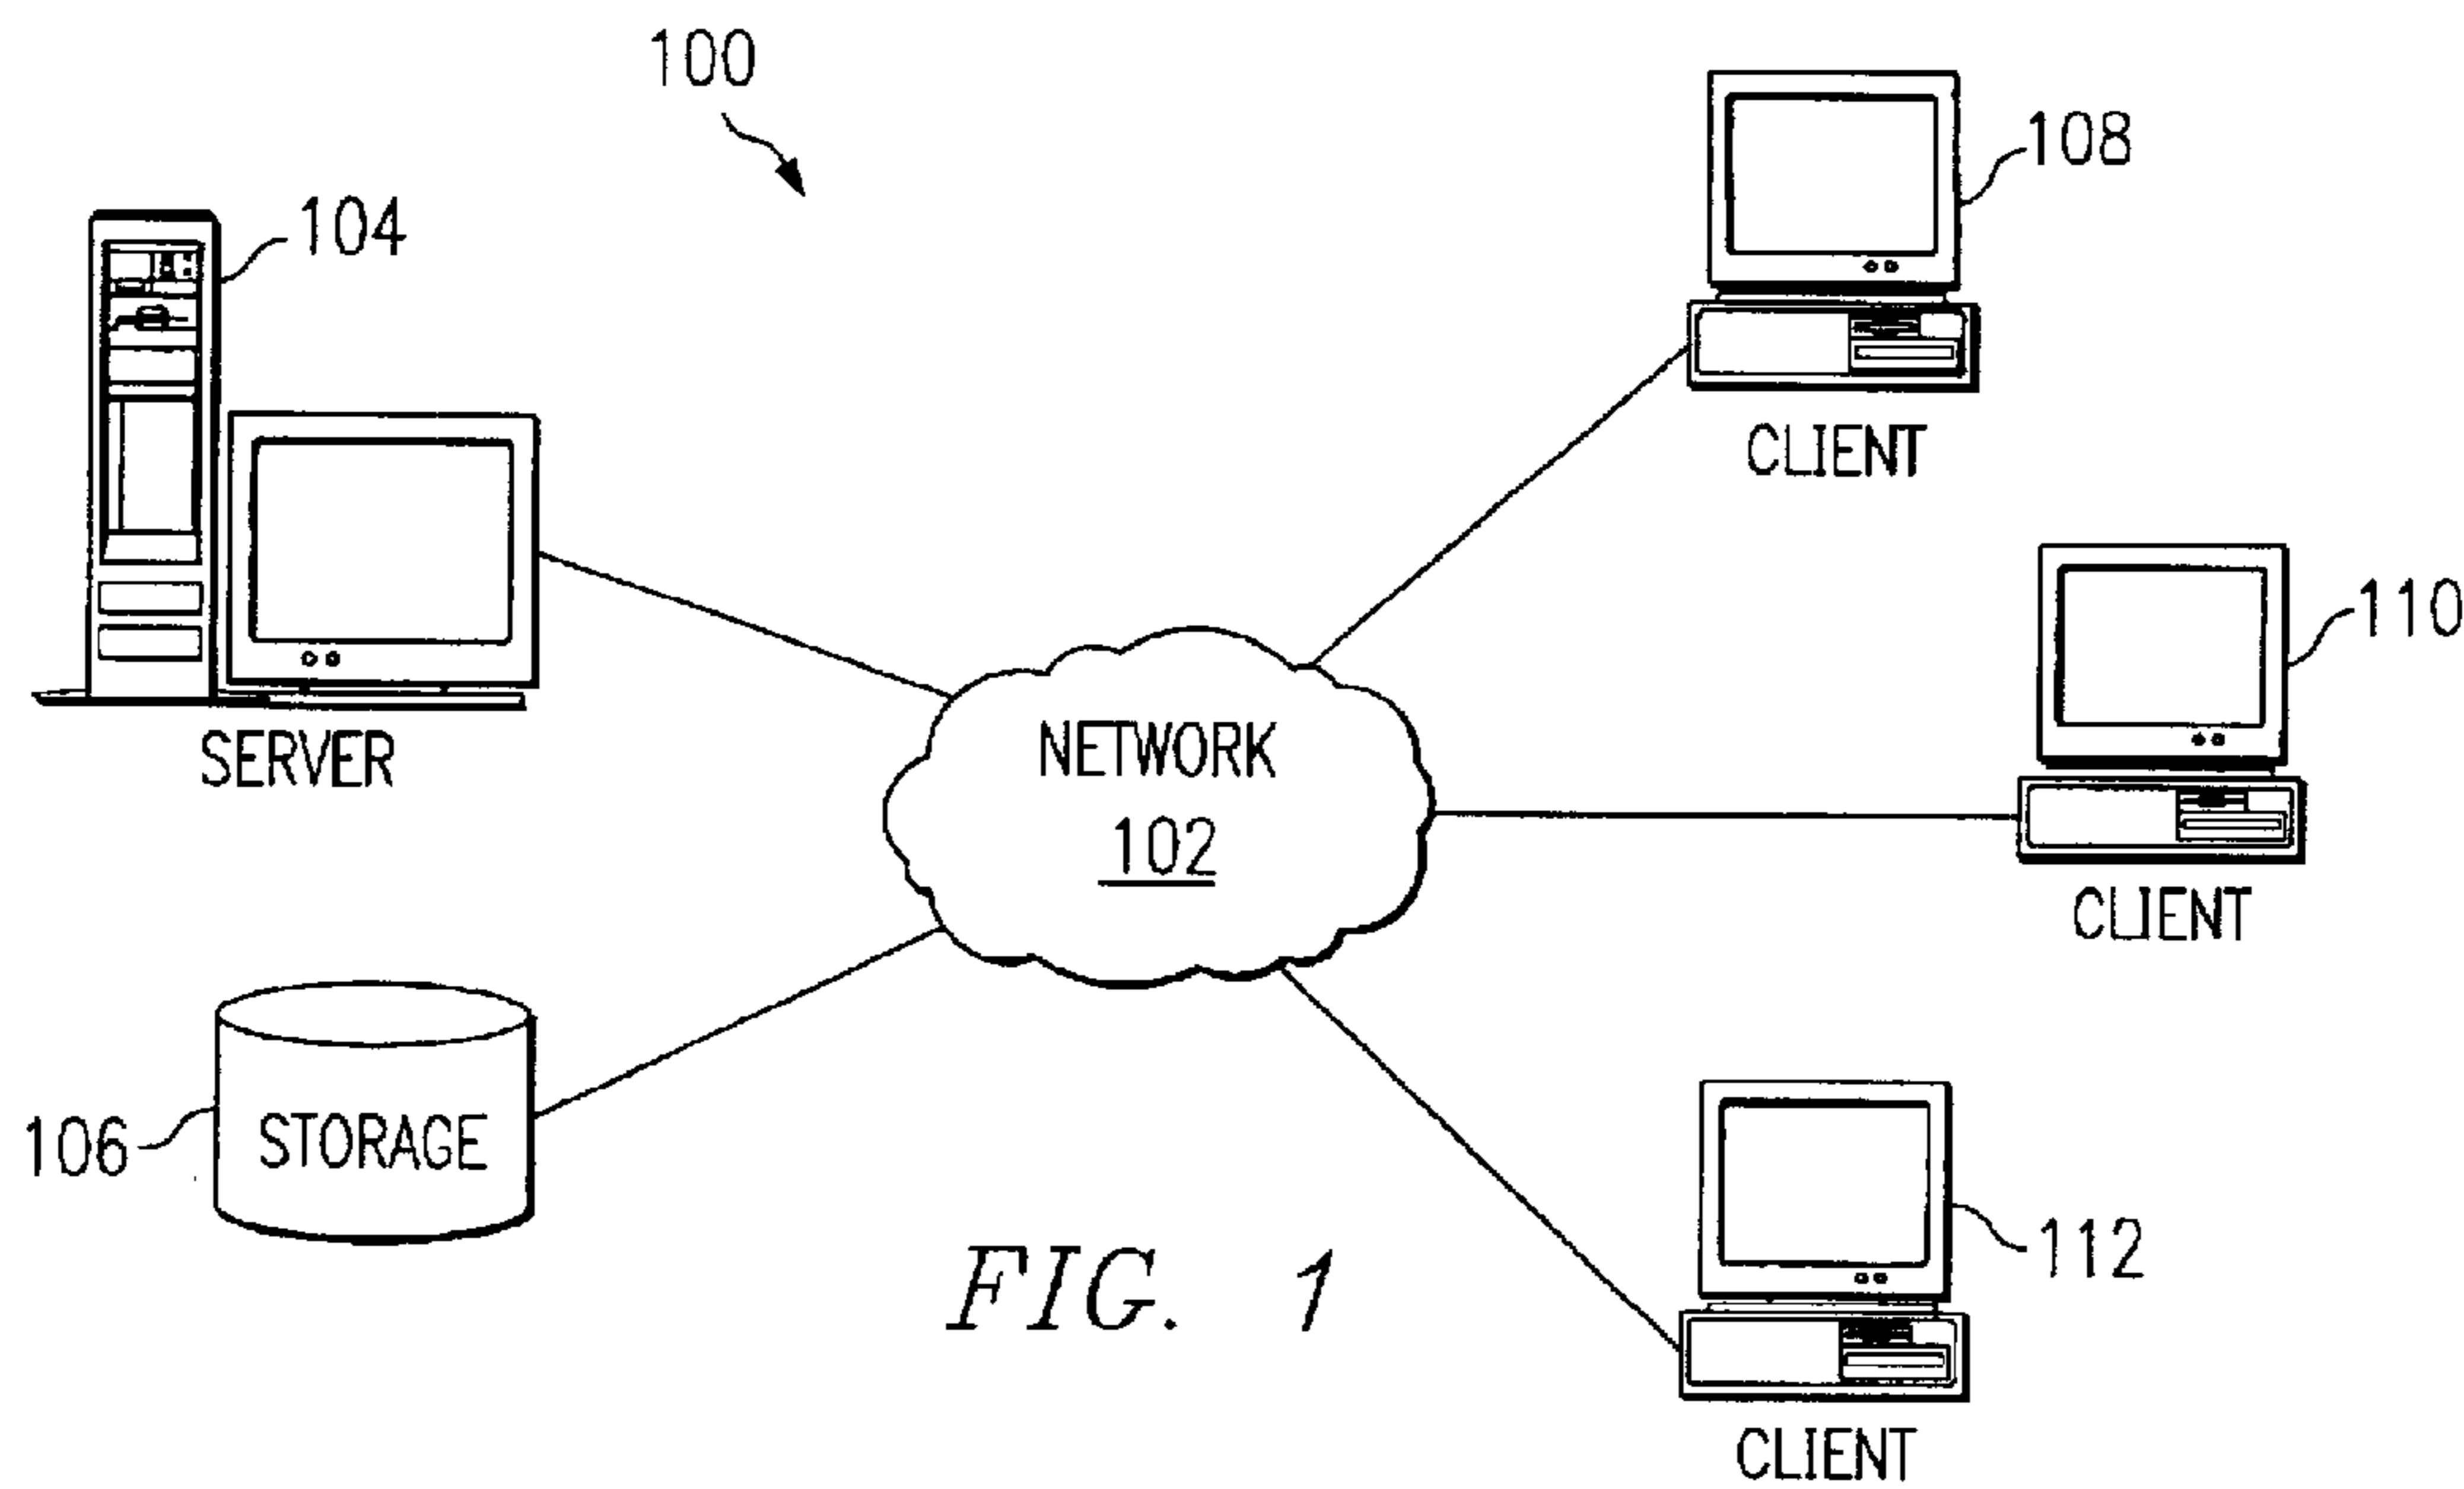 100
108
104
CLIENT
110
SERVER
NETWORK
102
CLIENT
106
STORAGE
112
FIG. 1
CLIENT